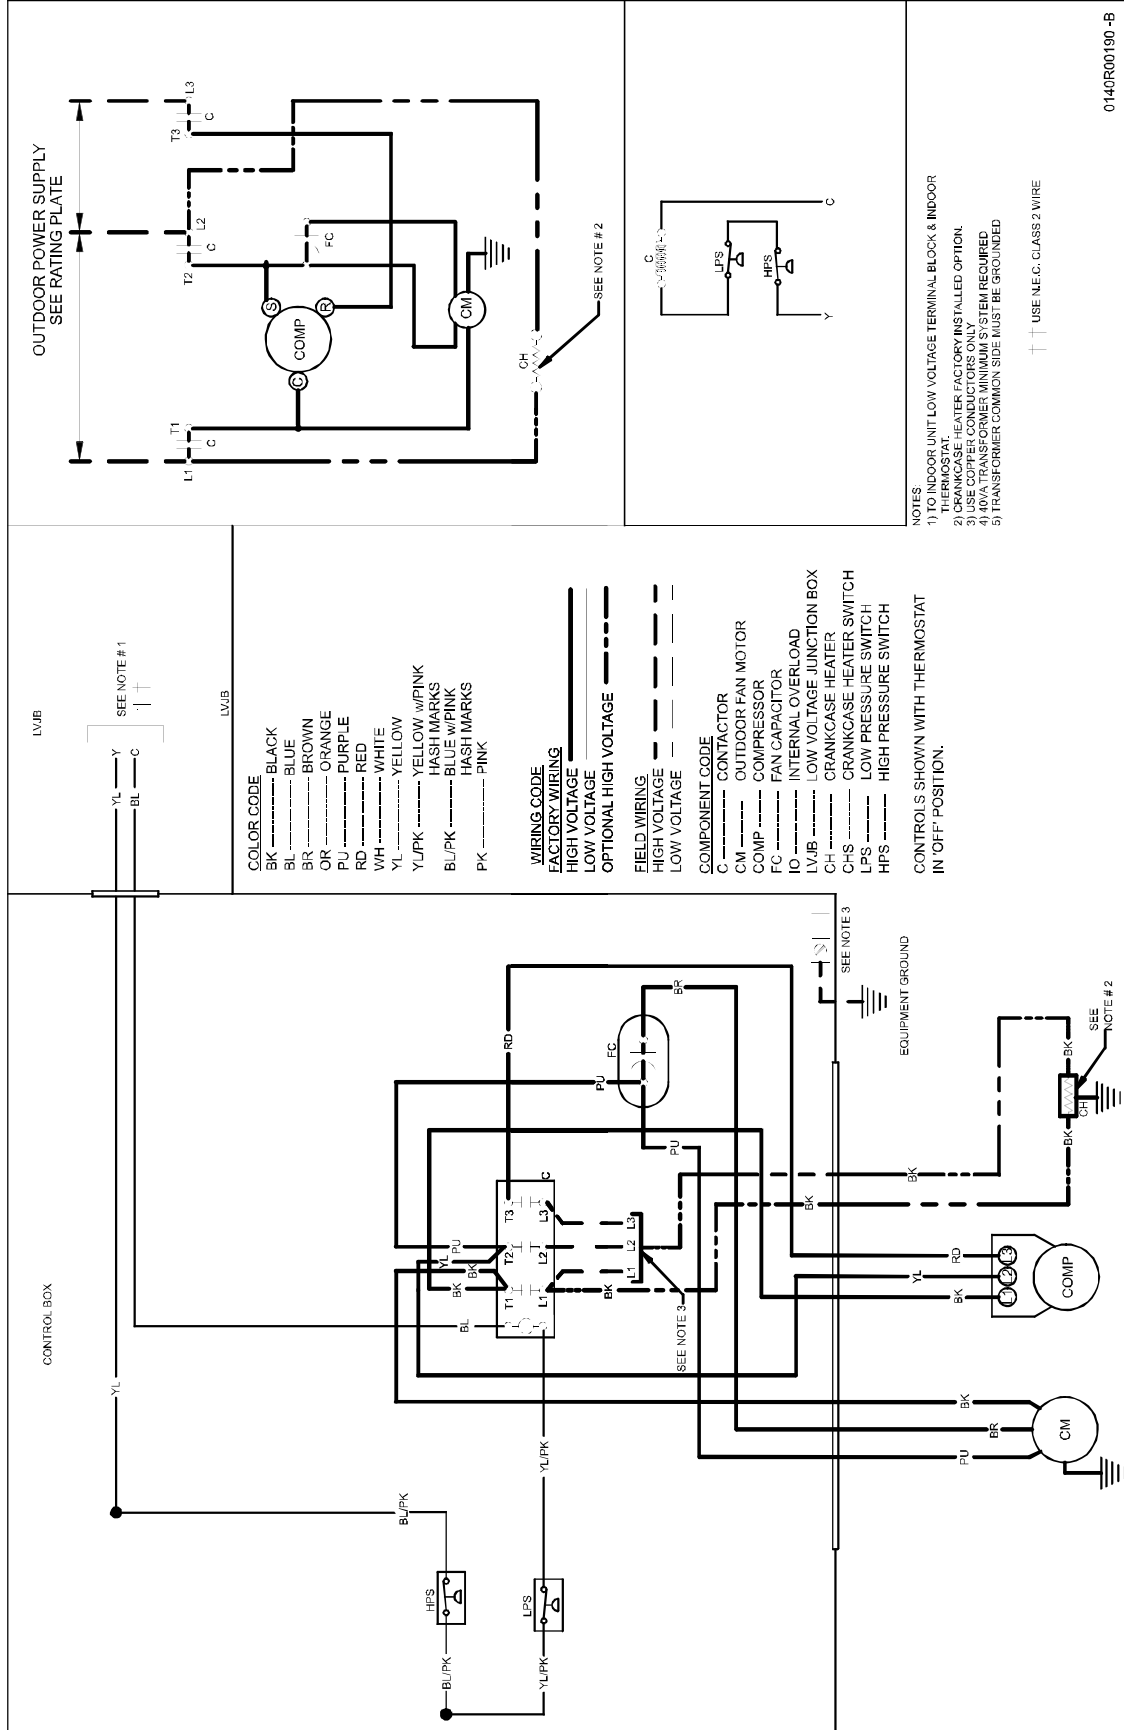 CONTROL BOX
HPS
LPS
BL/PK
BL/PK
YL/PK
YL/PK
YL
BL
YL
BL
Y
C
LVJB
SEE NOTE # 1
LVJB
T1
T2
T3
L1
L2
L3
C
BK
YL
PU
BK
RD
PU
PU
BR
FC
L1
L2
L3
BK
SEE NOTE 3
BK
BK
PU
BR
BK
CM
BK
YL
RD
L1
L2
L3
COMP
BK
BK
CH
SEE
NOTE # 2
SEE NOTE 3
EQUIPMENT GROUND
COLOR CODE
BK BLACK
BL BLUE
BR BROWN
OR ORANGE
PU PURPLE
RD RED
WH WHITE
YL YELLOW
YL/PK YELLOW w/PINK
HASH MARKS
BL/PK BLUE w/PINK
HASH MARKS
PK PINK
WIRING CODE
FACTORY WIRING
HIGH VOLTAGE
LOW VOLTAGE
OPTIONAL HIGH VOLTAGE
FIELD WIRING
HIGH VOLTAGE
LOW VOLTAGE
COMPONENT CODE
C CONTACTOR
CM OUTDOOR FAN MOTOR
COMP COMPRESSOR
FC FAN CAPACITOR
IO INTERNAL OVERLOAD
LVJB LOW VOLTAGE JUNCTION BOX
CH CRANKCASE HEATER
CHS CRANKCASE HEATER SWITCH
LPS LOW PRESSURE SWITCH
HPS HIGH PRESSURE SWITCH
CONTROLS SHOWN WITH THERMOSTAT
IN 'OFF' POSITION.
OUTDOOR POWER SUPPLY
SEE RATING PLATE
L1
T1
C
T2
L2
C
T3
L3
C
C
S
R
COMP
FC
CM
CH
SEE NOTE # 2
C
LPS
HPS
Y
C
NOTES:
1) TO INDOOR UNIT LOW VOLTAGE TERMINAL BLOCK & INDOOR
THERMOSTAT.
2) CRANKCASE HEATER FACTORY INSTALLED OPTION.
3) USE COPPER CONDUCTORS ONLY
4) 40VA TRANSFORMER MINIMUM SYSTEM REQUIRED
5) TRANSFORMER COMMON SIDE MUST BE GROUNDED
USE N.E.C. CLASS 2 WIRE
0140R00190 -B